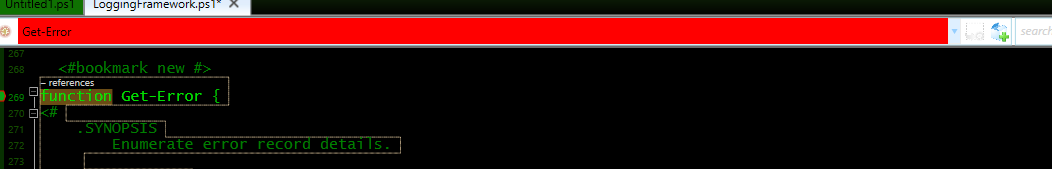 Untitled1.ps1 LoggingFramework.ps1*
Get-Error search
267
268 <#bookmark new #>
– references
269 function Get-Error {
270 <#
271 .SYNOPSIS
272 Enumerate error record details.
273